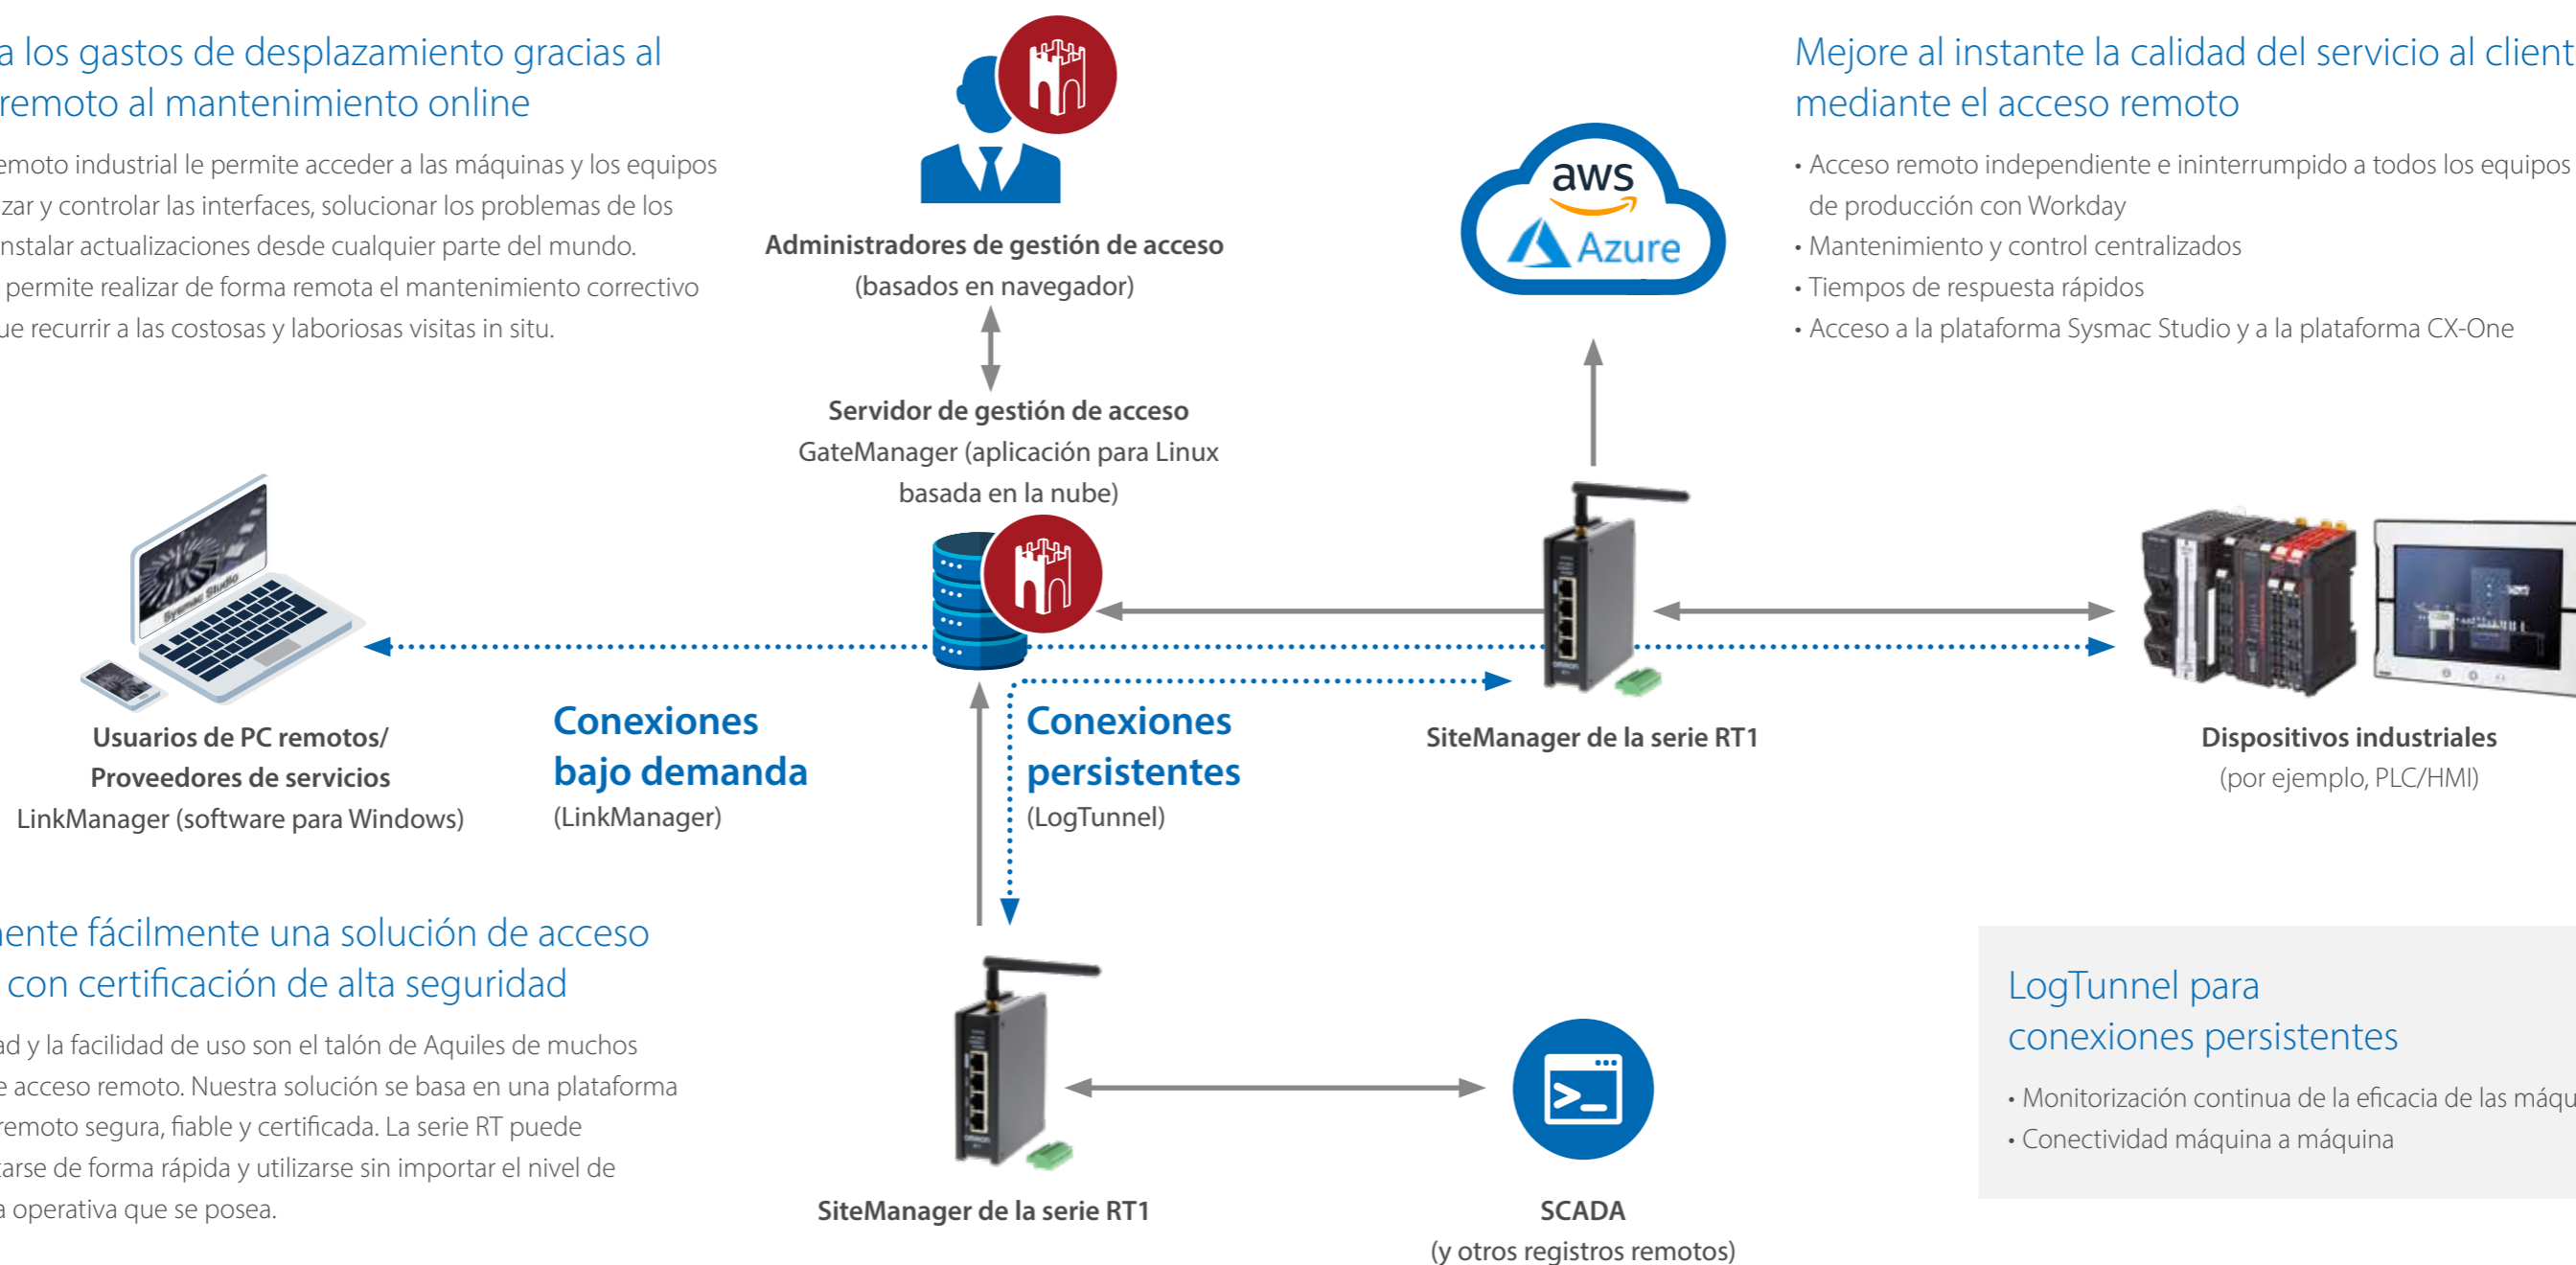 a los gastos de desplazamiento gracias al
remoto al mantenimiento online
emoto industrial le permite acceder a las máquinas y los equipos
zar y controlar las interfaces, solucionar los problemas de los
nstalar actualizaciones desde cualquier parte del mundo.
permite realizar de forma remota el mantenimiento correctivo
ue recurrir a las costosas y laboriosas visitas in situ.
Administradores de gestión de acceso
(basados en navegador)
Servidor de gestión de acceso
GateManager (aplicación para Linux
basada en la nube)
aws
Azure
Mejore al instante la calidad del servicio al client
mediante el acceso remoto
• Acceso remoto independiente e ininterrumpido a todos los equipos
de producción con Workday
• Mantenimiento y control centralizados
• Tiempos de respuesta rápidos
• Acceso a la plataforma Sysmac Studio y a la plataforma CX-One
Sysmac Studio
Usuarios de PC remotos/
Proveedores de servicios
LinkManager (software para Windows)
Conexiones
bajo demanda
(LinkManager)
Conexiones
persistentes
(LogTunnel)
SiteManager de la serie RT1
Dispositivos industriales
(por ejemplo, PLC/HMI)
ente fácilmente una solución de acceso
con certificación de alta seguridad
ad y la facilidad de uso son el talón de Aquiles de muchos
e acceso remoto. Nuestra solución se basa en una plataforma
remoto segura, fiable y certificada. La serie RT puede
arse de forma rápida y utilizarse sin importar el nivel de
a operativa que se posea.
SiteManager de la serie RT1
>_
SCADA
(y otros registros remotos)
LogTunnel para
conexiones persistentes
• Monitorización continua de la eficacia de las máqu
• Conectividad máquina a máquina